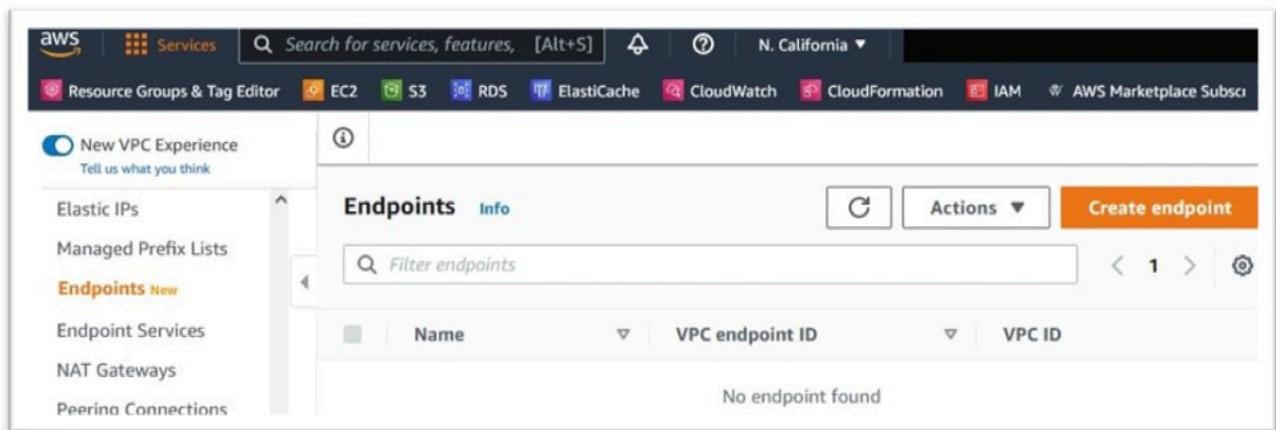 aws Services Search for services, features, [Alt+S] N. California
Resource Groups & Tag Editor EC2 S3 RDS ElastiCache CloudWatch CloudFormation IAM AWS Marketplace
New VPC Experience
Tell us what you think
Elastic IPs
Managed Prefix Lists
Endpoints New
Endpoint Services
NAT Gateways
Peering Connections
Endpoints Info Actions Create endpoint
Filter endpoints 1
Name VPC endpoint ID VPC ID
No endpoint found